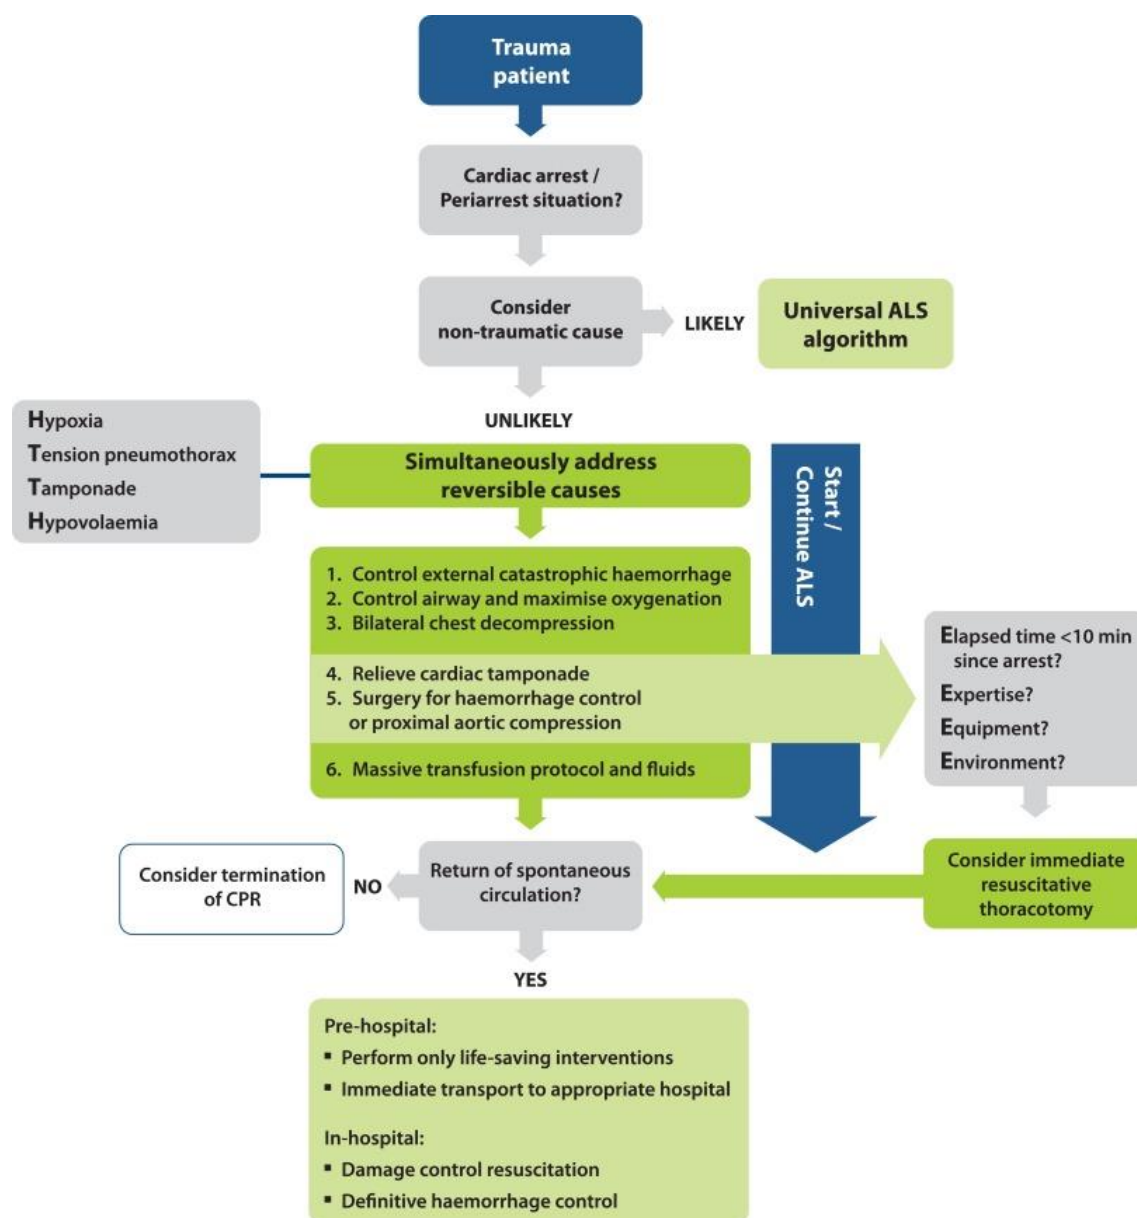 Trauma
patient
Cardiac arrest /
Periarrest situation?
Consider
non-traumatic cause
LIKELY
Universal ALS
algorithm
UNLIKELY
Hypoxia
Tension pneumothorax
Tamponade
Hypovolaemia
Simultaneously address
reversible causes
Start /
Continue ALS
1. Control external catastrophic haemorrhage
2. Control airway and maximise oxygenation
3. Bilateral chest decompression
4. Relieve cardiac tamponade
5. Surgery for haemorrhage control
or proximal aortic compression
6. Massive transfusion protocol and fluids
Elapsed time <10 min
since arrest?
Expertise?
Equipment?
Environment?
Consider immediate
resuscitative
thoracotomy
Return of spontaneous
circulation?
NO
Consider termination
of CPR
YES
Pre-hospital:
▪ Perform only life-saving interventions
▪ Immediate transport to appropriate hospital
In-hospital:
▪ Damage control resuscitation
▪ Definitive haemorrhage control